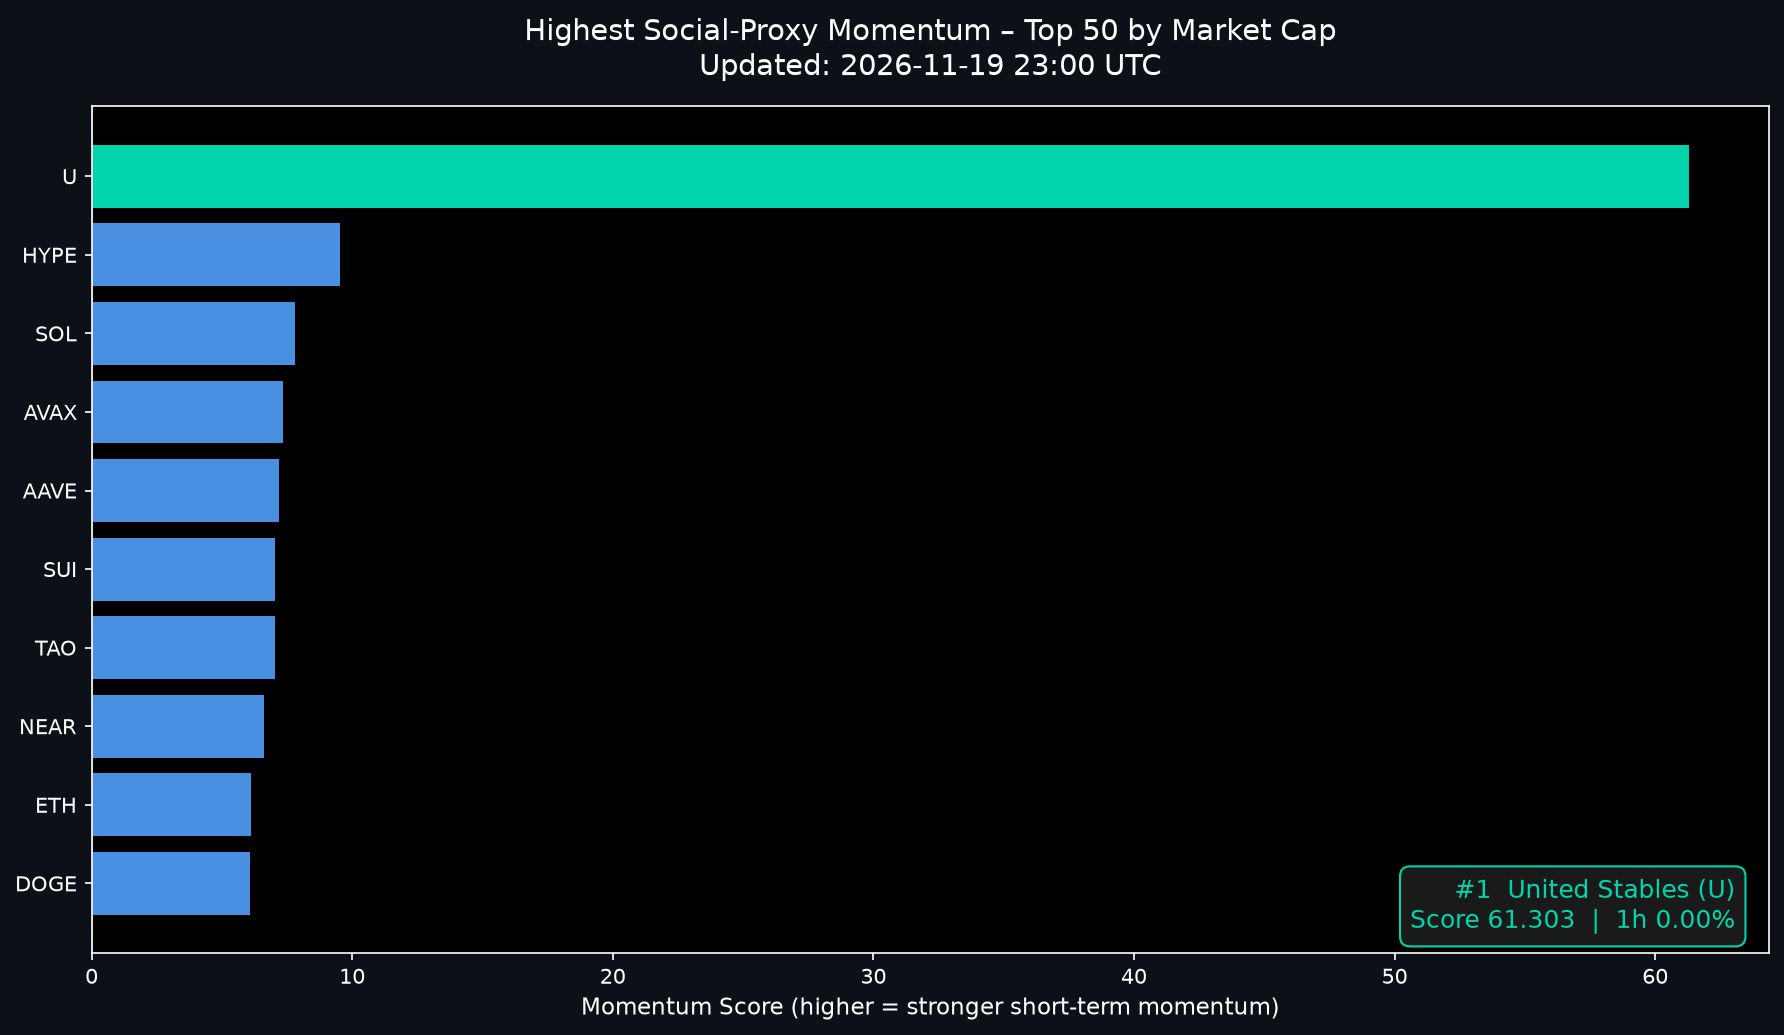 Highest Social-Proxy Momentum – Top 50 by Market Cap
Updated: 2026-11-19 23:00 UTC
U
HYPE
SOL
AVAX
AAVE
SUI
TAO
NEAR
ETH
DOGE
#1  United Stables (U)
Score 61.303  |  1h 0.00%
0 10 20 30 40 50 60
Momentum Score (higher = stronger short-term momentum)